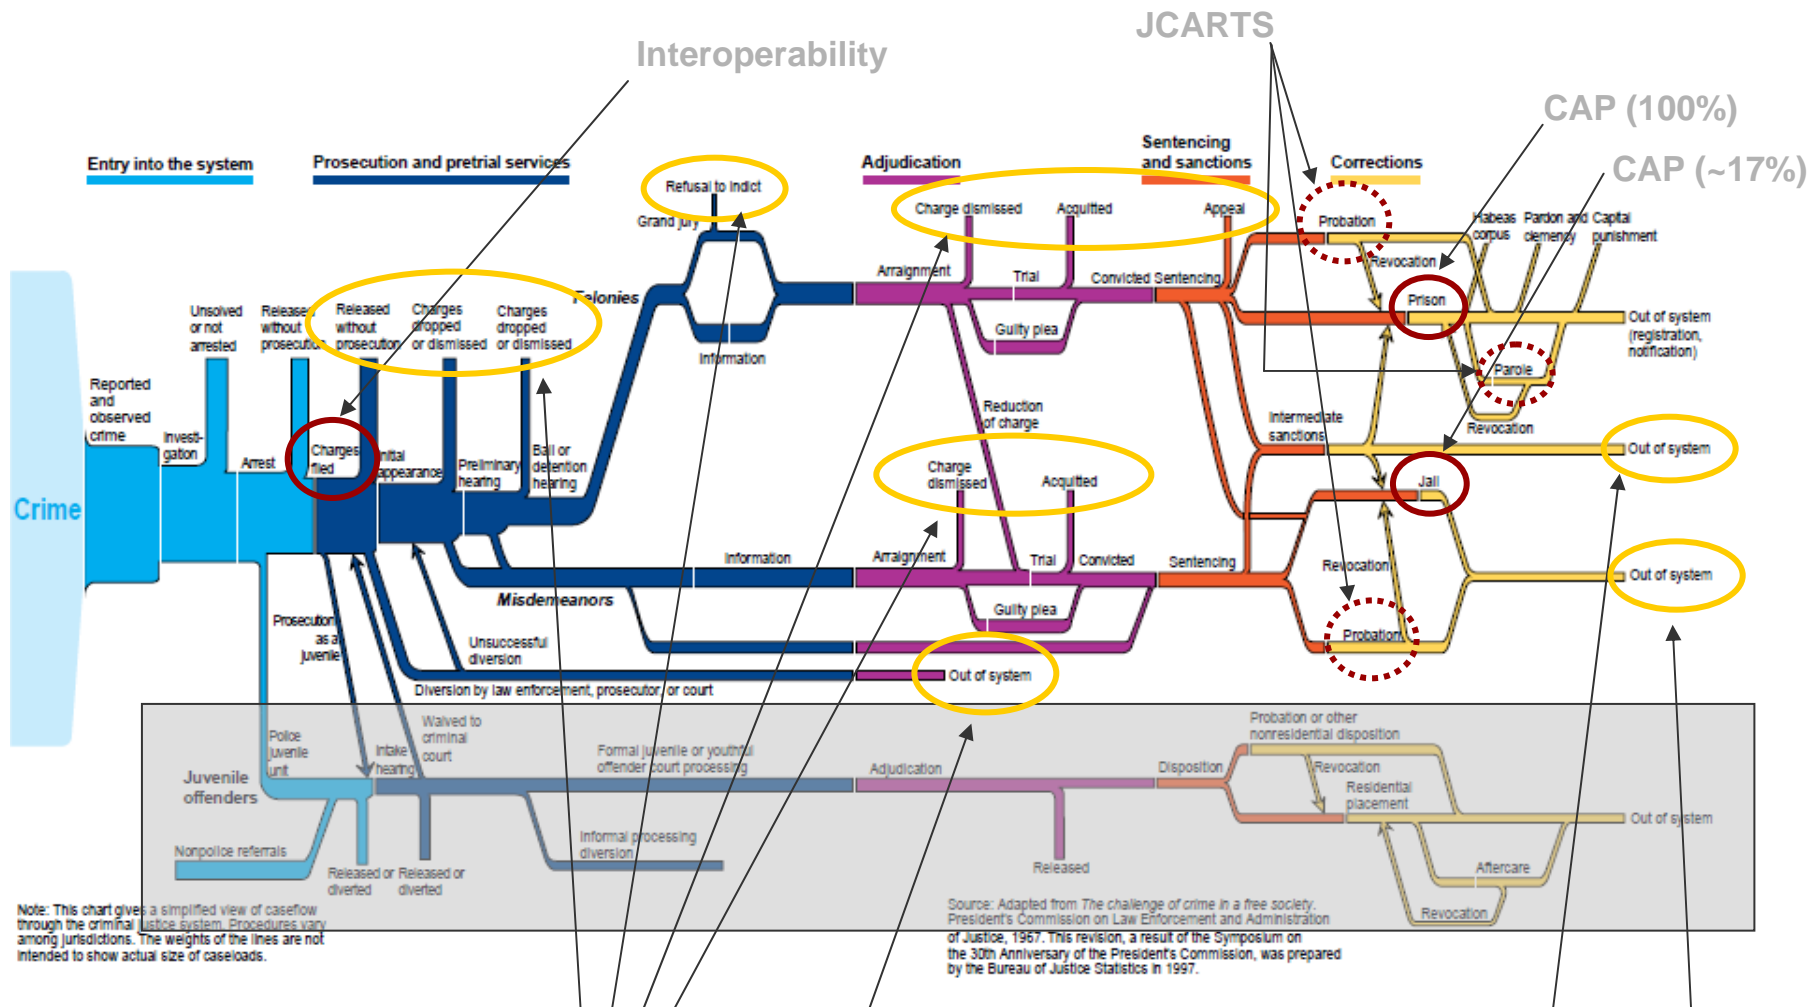 JCARTS
Interoperability
CAP (100%)
CAP (~17%)
Entry into the system
Prosecution and pretrial services
Adjudication
Sentencing
and sanctions
Corrections
Refusal to indict
Grand jury
Charge dismissed
Acquitted
Appeal
Probation
Habeas
corpus
Pardon and
clemency
Capital
punishment
Revocation
Arraignment
Trial
Convicted
Sentencing
Felonies
Prison
Unsolved
or not
arrested
Released
without
prosecution
Released
without
prosecution
Charges
dropped
or dismissed
Charges
dropped
or dismissed
Out of system
(registration,
notification)
Guilty plea
Information
Parole
Reported
and
observed
crime
Investi-
gation
Arrest
Charges
filed
Initial
appearance
Preliminary
hearing
Bail or
detention
hearing
Reduction
of charge
Intermediate
sanctions
Revocation
Out of system
Charge
dismissed
Acquitted
Jail
Crime
Information
Arraignment
Trial
Convicted
Sentencing
Revocation
Out of system
Misdemeanors
Guilty plea
Prosecution
as a
juvenile
Unsuccessful
diversion
Probation
Out of system
Diversion by law enforcement, prosecutor, or court
Police
juvenile
unit
Juvenile
offenders
Intake
hearing
Waived to
criminal
court
Formal juvenile or youthful
offender court processing
Adjudication
Disposition
Probation or other
nonresidential disposition
Revocation
Residential
placement
Out of system
Nonpolice referrals
Released or
diverted
Released or
diverted
Informal processing
diversion
Released
Aftercare
Revocation
Note: This chart gives a simplified view of caseflow
through the criminal justice system. Procedures vary
among jurisdictions. The weights of the lines are not
intended to show actual size of caseloads.
Source: Adapted from The challenge of crime in a free society.
President's Commission on Law Enforcement and Administration
of Justice, 1967. This revision, a result of the Symposium on
the 30th Anniversary of the President's Commission, was prepared
by the Bureau of Justice Statistics in 1997.